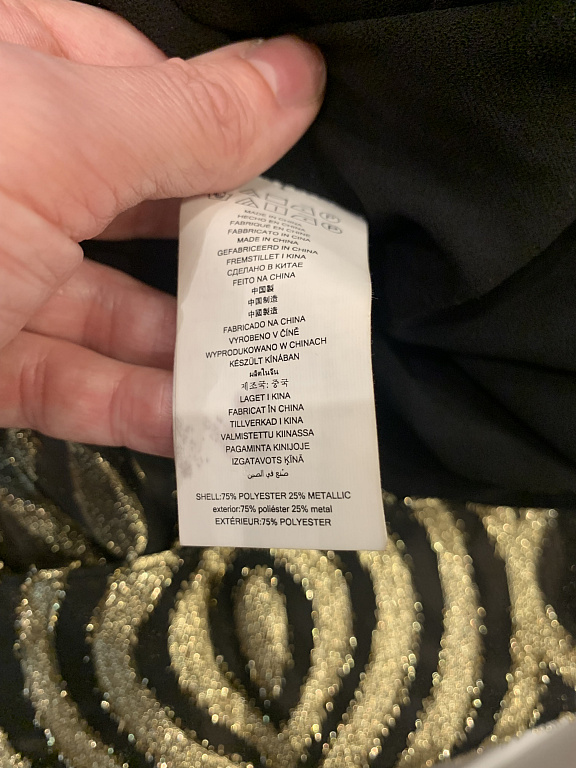 MADE IN CHINA
HECHO EN CHINA
FABRIQUE EN CHINE
FABBRICATO IN CINA
MADE IN CHINA
GEFABRICEERD IN CHINA
FREMSTILLET I KINA
СДЕЛАНО В КИТАЕ
FEITO NA CHINA
中国製
中国制造
中國製造
FABRICADO NA CHINA
VYROBENO V ČÍNĚ
WYPRODUKOWANO W CHINACH
KÉSZÜLT KÍNÁBAN
ผลิตในจีน
제조국: 중국
LAGET I KINA
FABRICAT ÎN CHINA
TILLVERKAD I KINA
VALMISTETTU KIINASSA
PAGAMINTA KINIJOJE
IZGATAVOTS ĶĪNĀ
صنع في الصين
SHELL:75% POLYESTER 25% METALLIC
exterior:75% poliéster 25% metal
EXTÉRIEUR:75% POLYESTER